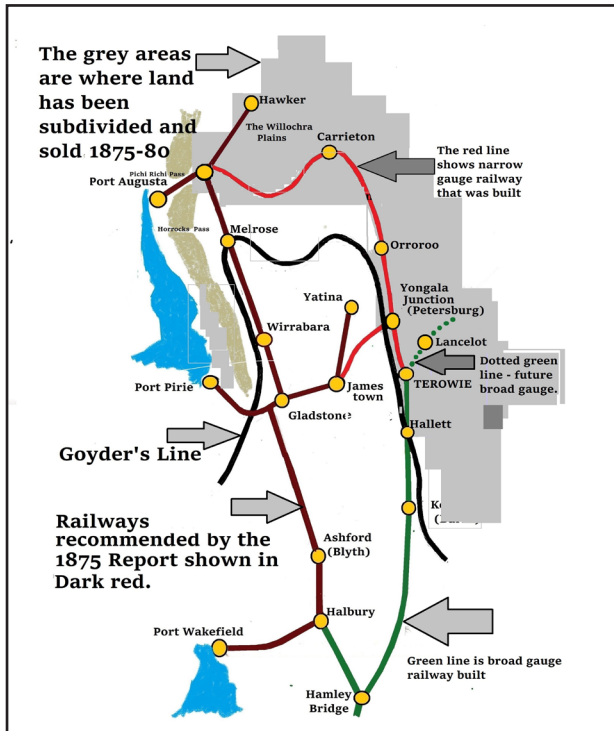 The grey areas
are where land
has been
subdivided and
sold 1875-80
Hawker
The Willochra
Plains
Carrieton
The red line
shows narrow
gauge railway
that was built
Pichi Richi Pass
Port Augusta
Horrocks Pass
Melrose
Orroroo
Yatina
Yongala
Junction
(Petersburg)
Wirrabara
Lancelot
Dotted green
line - future
broad gauge.
Port Pirie
James
town
TEROWIE
Gladstone
Hallett
Goyder's Line
Railways
recommended by the
1875 Report shown in
Dark red.
Ashford
(Blyth)
Halbury
Port Wakefield
Green line is broad gauge
railway built
Hamley
Bridge